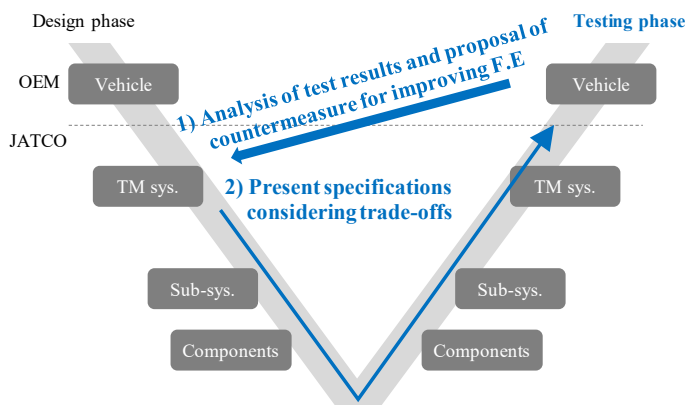 Design phase
Testing phase
OEM
Vehicle
1) Analysis of test results and proposal of
countermeasure for improving F.E
Vehicle
JATCO
TM sys.
2) Present specifications
considering trade-offs
TM sys.
Sub-sys.
Sub-sys.
Components
Components